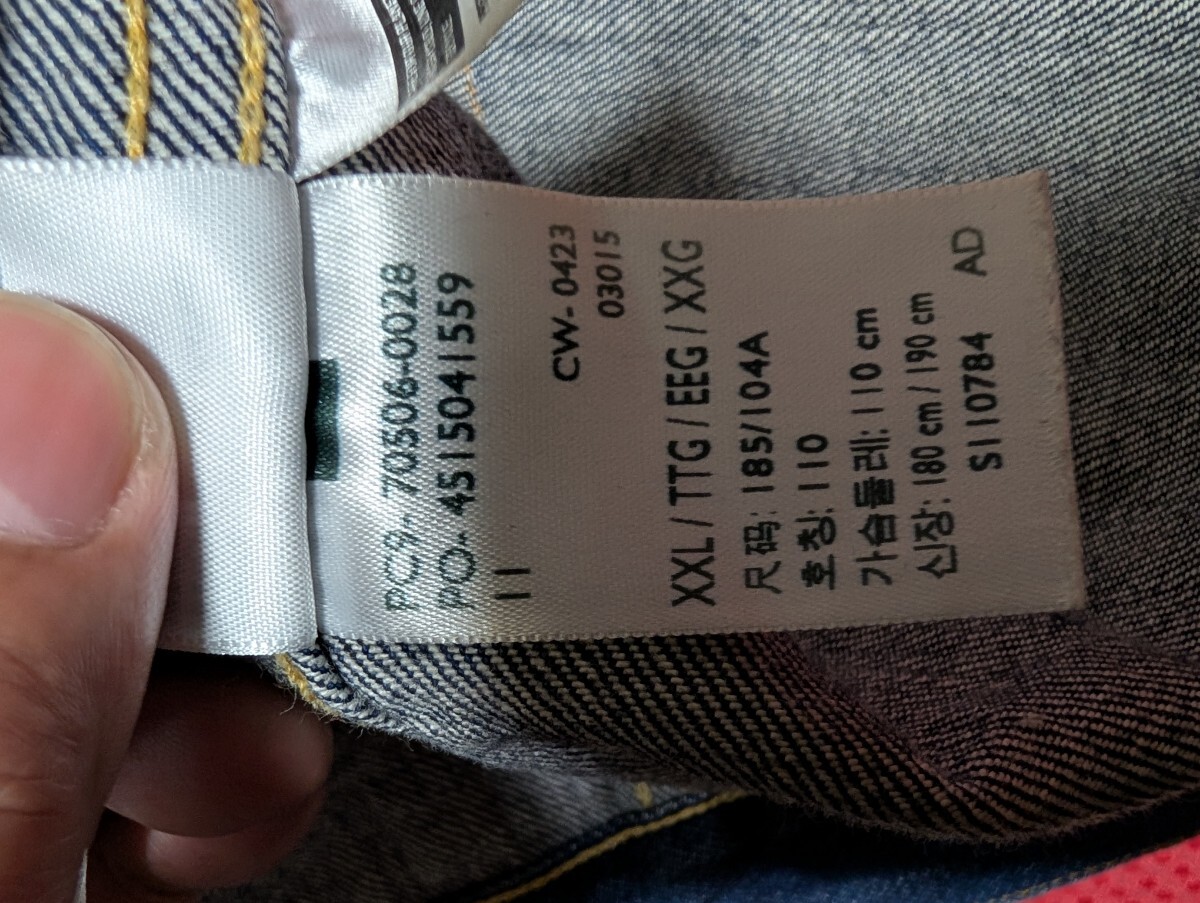 PC9- 70506-0028
PO- 4515041559
11
CW- 0423
03015
XXL / TTG / EEG / XXG
尺码: 185/104A
호칭: 110
가슴둘레: 110 cm
신장: 180 cm / 190 cm
S110784 AD